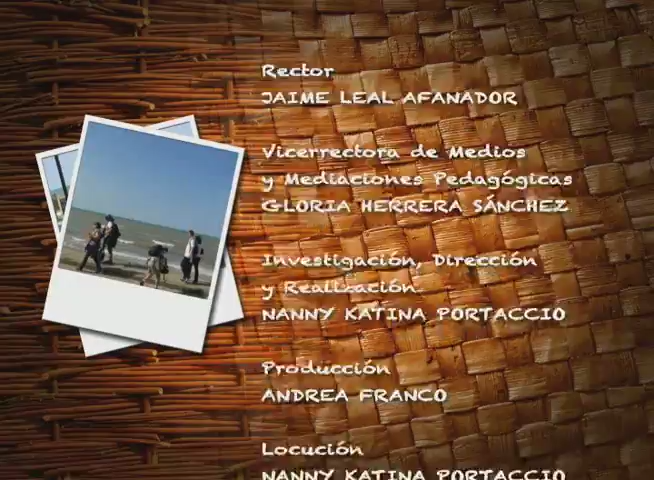 Rector
JAIME LEAL AFANADOR
Vicerrectora de Medios
y Mediaciones Pedagógicas
GLORIA HERRERA SÁNCHEZ
Investigación, Dirección
y Realización
NANNY KATINA PORTACCIO
Producción
ANDREA FRANCO
Locución
NANNY KATINA PORTACCIO